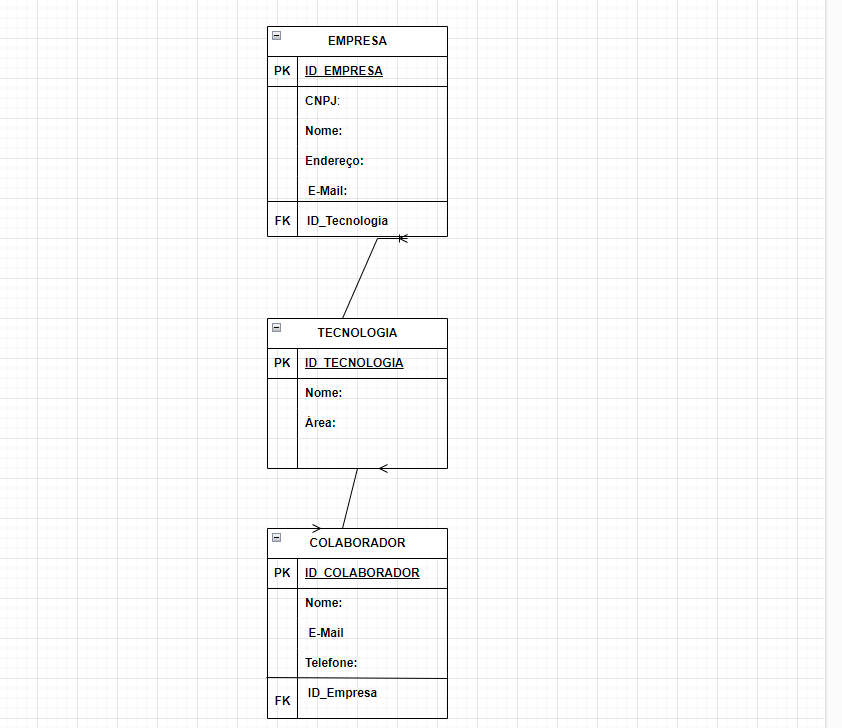 EMPRESA
PK ID_EMPRESA
CNPJ:
Nome:
Endereço:
E-Mail:
FK ID_Tecnologia
TECNOLOGIA
PK ID_TECNOLOGIA
Nome:
Área:
COLABORADOR
PK ID_COLABORADOR
Nome:
E-Mail
Telefone:
FK ID_Empresa